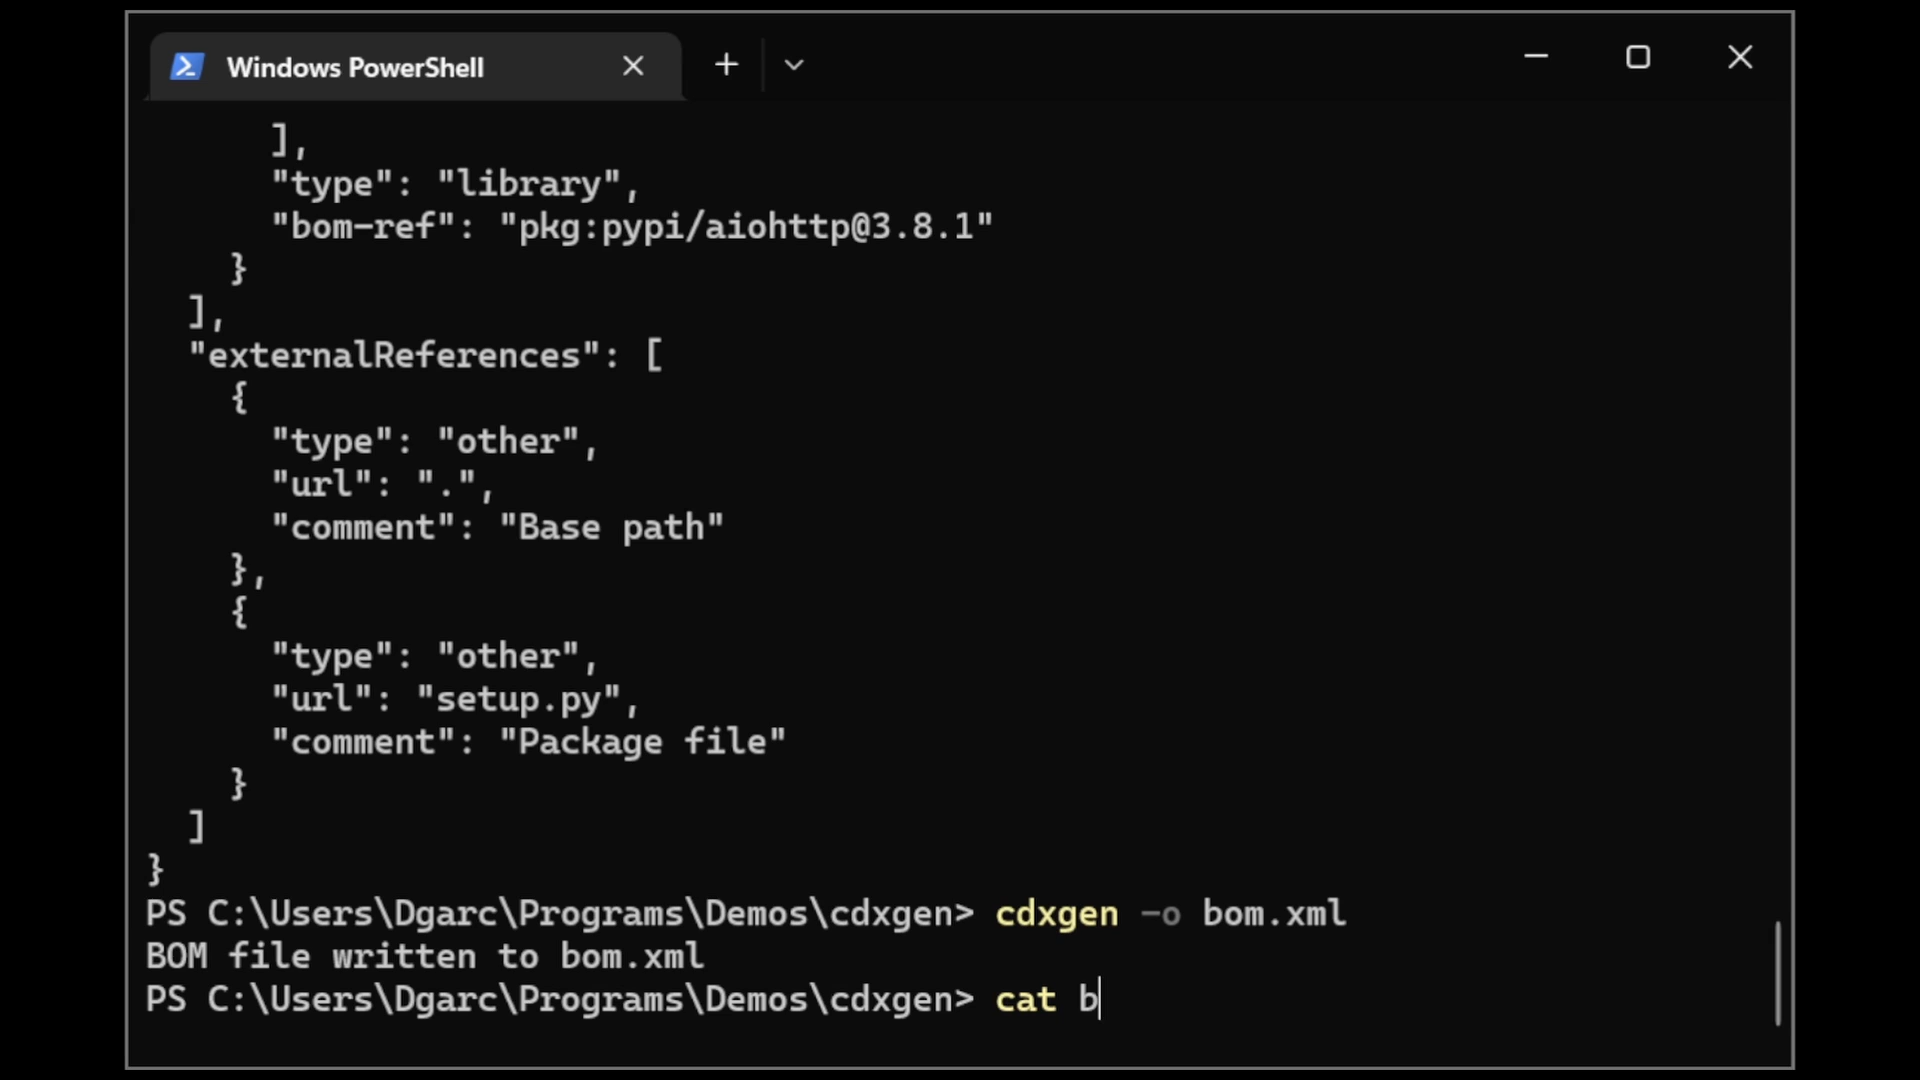 Windows PowerShell
],
"type": "library",
"bom-ref": "pkg:pypi/aiohttp@3.8.1"
}
],
"externalReferences": [
{
"type": "other",
"url": ".",
"comment": "Base path"
},
{
"type": "other",
"url": "setup.py",
"comment": "Package file"
}
]
}
PS C:\Users\Dgarc\Programs\Demos\cdxgen> cdxgen -o bom.xml
BOM file written to bom.xml
PS C:\Users\Dgarc\Programs\Demos\cdxgen> cat b